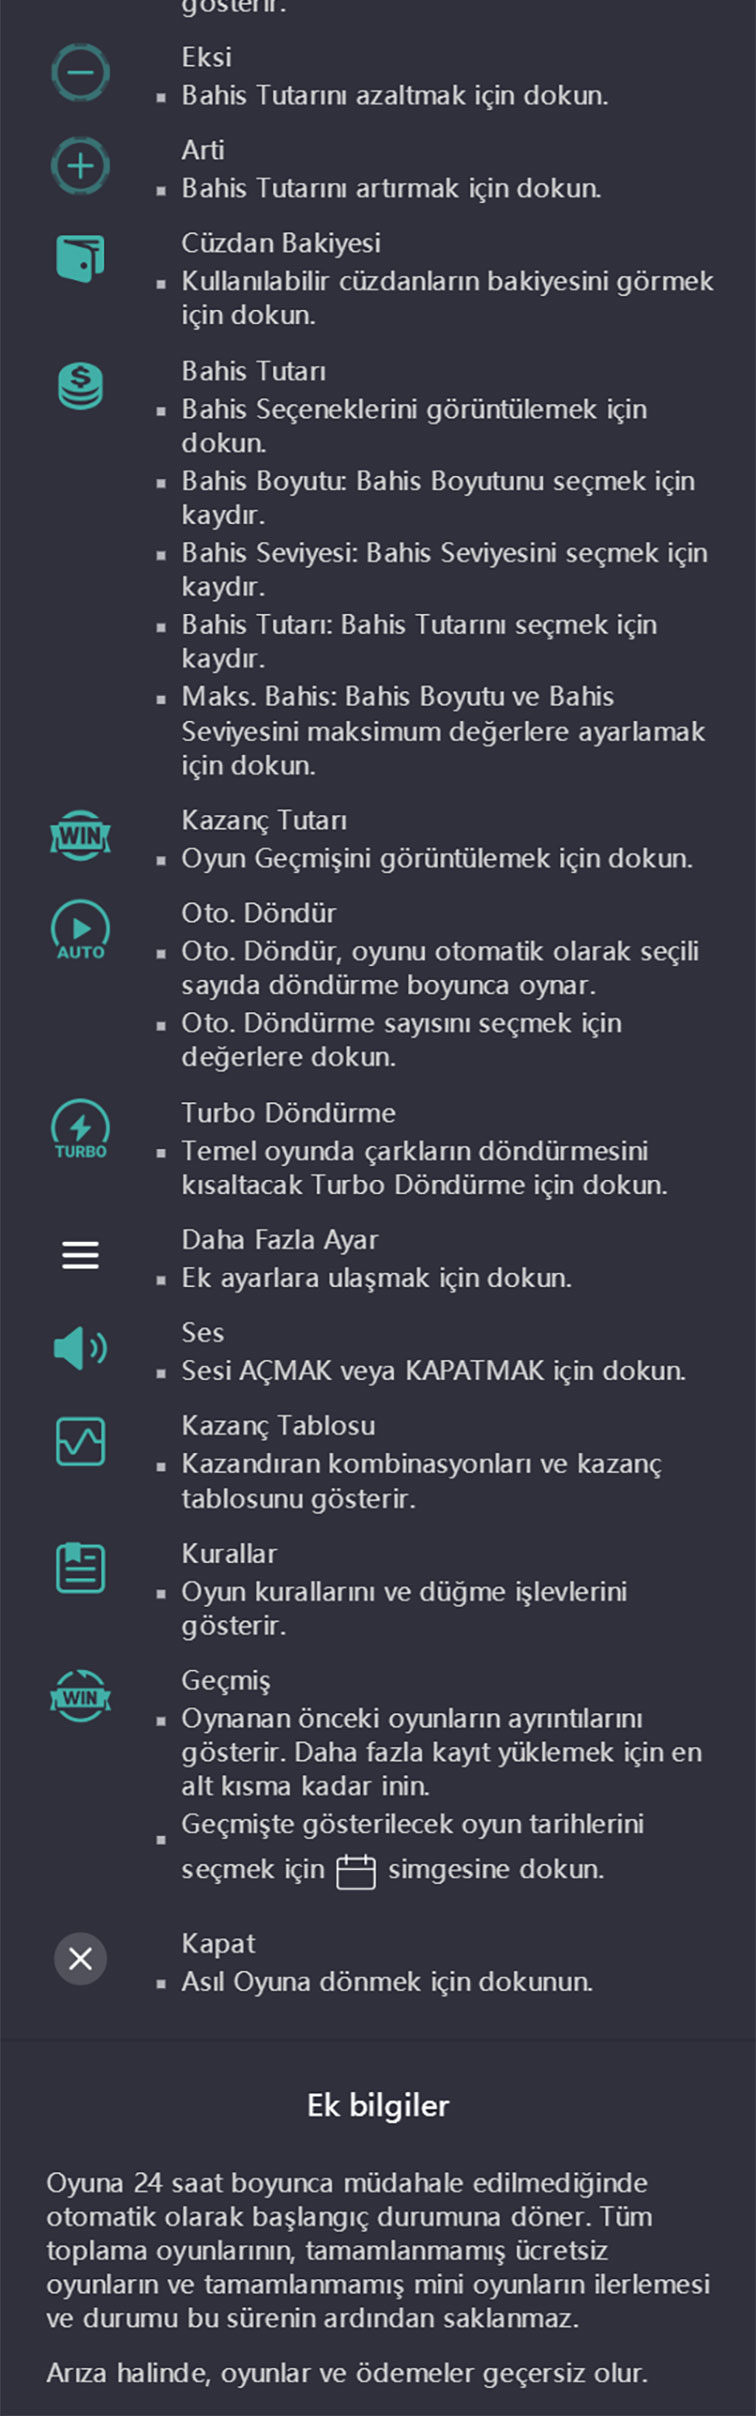 gösterir.
Eksi
▪ Bahis Tutarını azaltmak için dokun.
Arti
▪ Bahis Tutarını artırmak için dokun.
Cüzdan Bakiyesi
▪ Kullanılabilir cüzdanların bakiyesini görmek
için dokun.
Bahis Tutarı
▪ Bahis Seçeneklerini görüntülemek için
dokun.
▪ Bahis Boyutu: Bahis Boyutunu seçmek için
kaydır.
▪ Bahis Seviyesi: Bahis Seviyesini seçmek için
kaydır.
▪ Bahis Tutarı: Bahis Tutarını seçmek için
kaydır.
▪ Maks. Bahis: Bahis Boyutu ve Bahis
Seviyesini maksimum değerlere ayarlamak
için dokun.
WIN
Kazanç Tutarı
▪ Oyun Geçmişini görüntülemek için dokun.
AUTO
Oto. Döndür
▪ Oto. Döndür, oyunu otomatik olarak seçili
sayıda döndürme boyunca oynar.
▪ Oto. Döndürme sayısını seçmek için
değerlere dokun.
TURBO
Turbo Döndürme
▪ Temel oyunda çarkların döndürmesini
kısaltacak Turbo Döndürme için dokun.
Daha Fazla Ayar
▪ Ek ayarlara ulaşmak için dokun.
Ses
▪ Sesi AÇMAK veya KAPATMAK için dokun.
Kazanç Tablosu
▪ Kazandıran kombinasyonları ve kazanç
tablosunu gösterir.
Kurallar
▪ Oyun kurallarını ve düğme işlevlerini
gösterir.
WIN
Geçmiş
▪ Oynanan önceki oyunların ayrıntılarını
gösterir. Daha fazla kayıt yüklemek için en
alt kısma kadar inin.
▪ Geçmişte gösterilecek oyun tarihlerini
seçmek için simgesine dokun.
Kapat
▪ Asıl Oyuna dönmek için dokunun.
Ek bilgiler
Oyuna 24 saat boyunca müdahale edilmediğinde
otomatik olarak başlangıç durumuna döner. Tüm
toplama oyunlarının, tamamlanmamış ücretsiz
oyunların ve tamamlanmamış mini oyunların ilerlemesi
ve durumu bu sürenin ardından saklanmaz.
Arıza halinde, oyunlar ve ödemeler geçersiz olur.